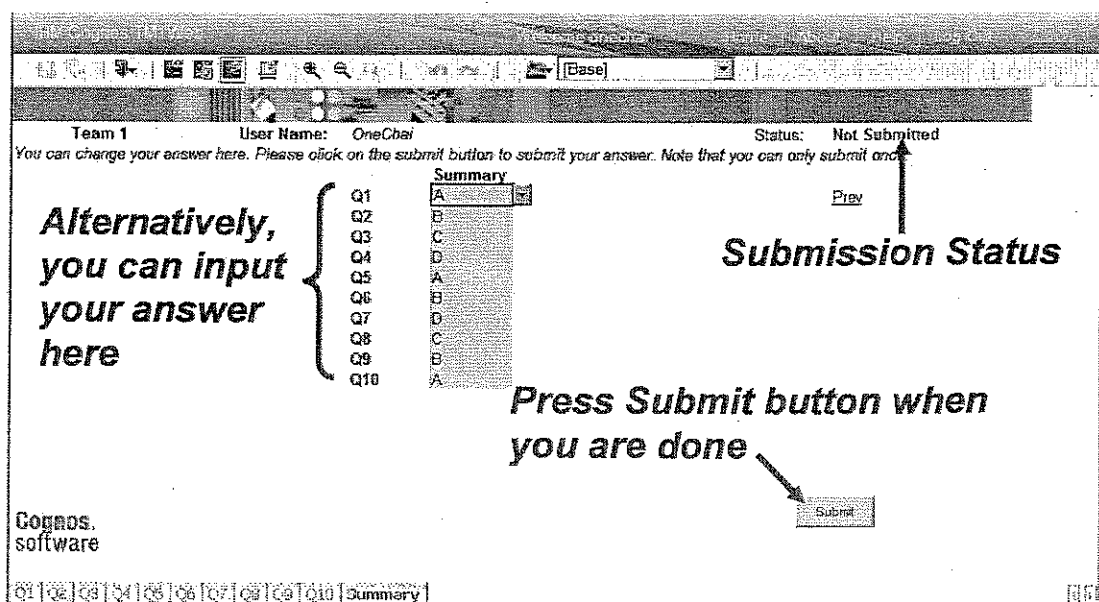 [Base]
Team 1 User Name: OneChai Status: Not Submitted
You can change your answer here. Please click on the submit button to submit your answer. Note that you can only submit once
Summary
Q1 A Prev
Q2 B
Q3 C
Q4 D
Q5 A
Q6 B
Q7 D
Q8 C
Q9 B
Q10 A
Alternatively,
you can input
your answer
here
Submission Status
Press Submit button when
you are done
Submit
Cognos.
software
Q1 Q2 Q3 Q4 Q5 Q6 Q7 Q8 Q9 Q10 Summary